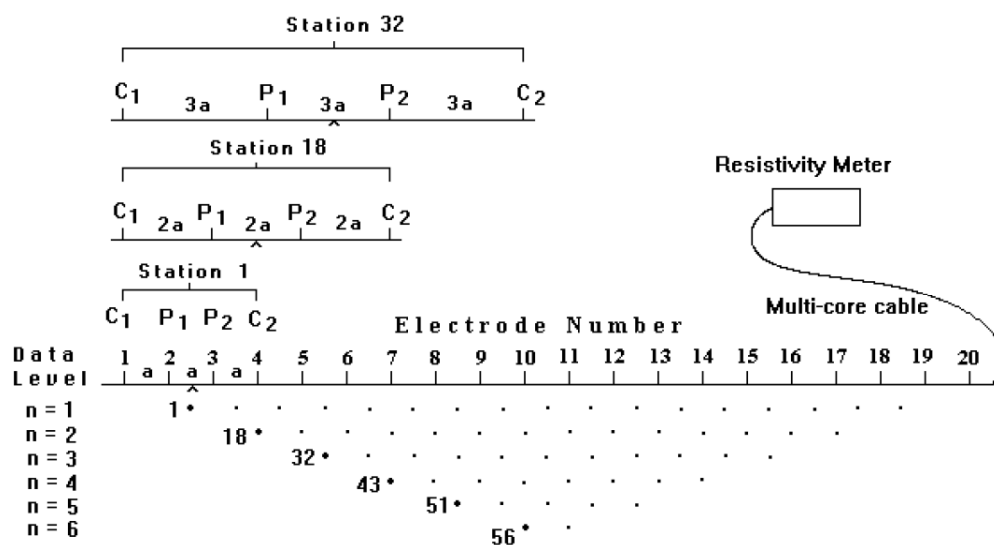 Station 32
C1 3a P1 3a P2 3a C2
Station 18
C1 2a P1 2a P2 2a C2
Station 1
C1 P1 P2 C2
Resistivity Meter
Multi-core cable
Electrode Number
Data Level
1 2 3 4 5 6 7 8 9 10 11 12 13 14 15 16 17 18 19 20
a a a
n = 1 1
n = 2 18
n = 3 32
n = 4 43
n = 5 51
n = 6 56